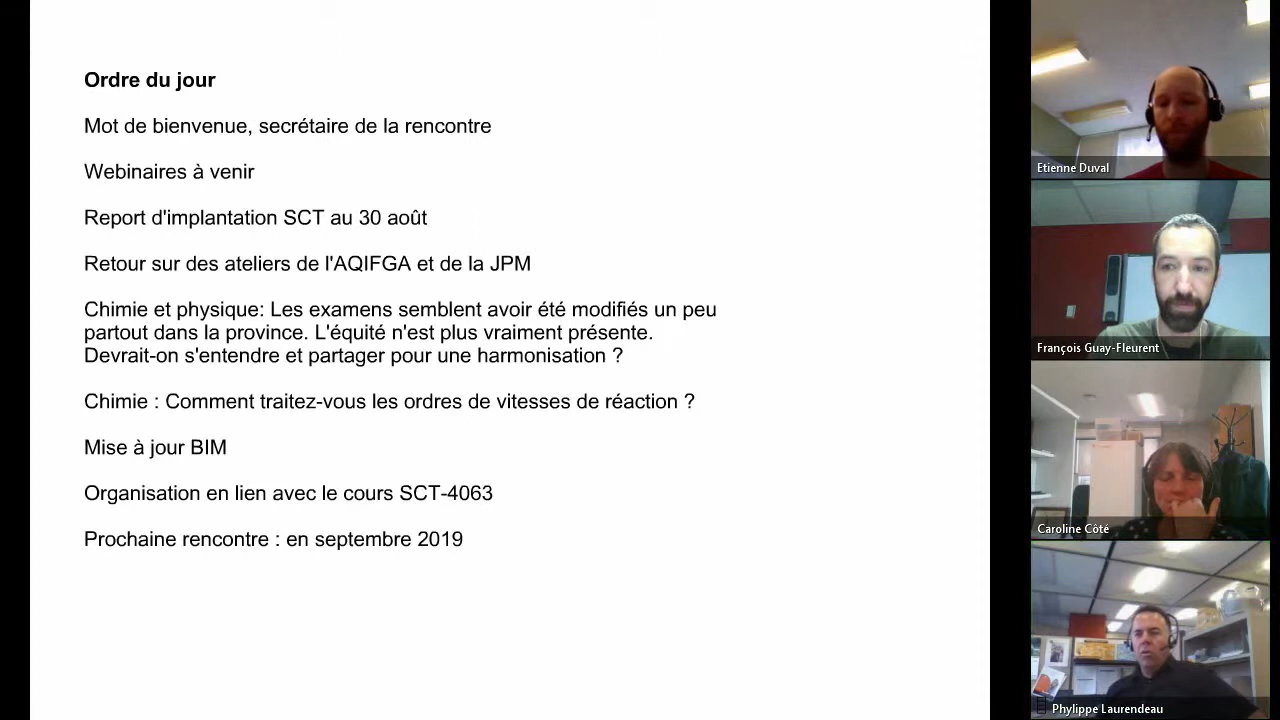 Ordre du jour
Mot de bienvenue, secrétaire de la rencontre
Webinaires à venir
Report d'implantation SCT au 30 août
Retour sur des ateliers de l'AQIFGA et de la JPM
Chimie et physique: Les examens semblent avoir été modifiés un peu
partout dans la province. L'équité n'est plus vraiment présente.
Devrait-on s'entendre et partager pour une harmonisation ?
Chimie : Comment traitez-vous les ordres de vitesses de réaction ?
Mise à jour BIM
Organisation en lien avec le cours SCT-4063
Prochaine rencontre : en septembre 2019
Etienne Duval
François Guay-Fleurent
Caroline Côté
Phylippe Laurendeau